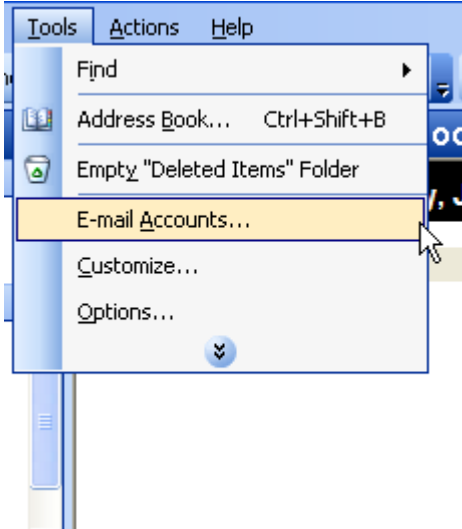 Tools Actions Help
Find
Address Book... Ctrl+Shift+B
Empty "Deleted Items" Folder
E-mail Accounts...
Customize...
Options...